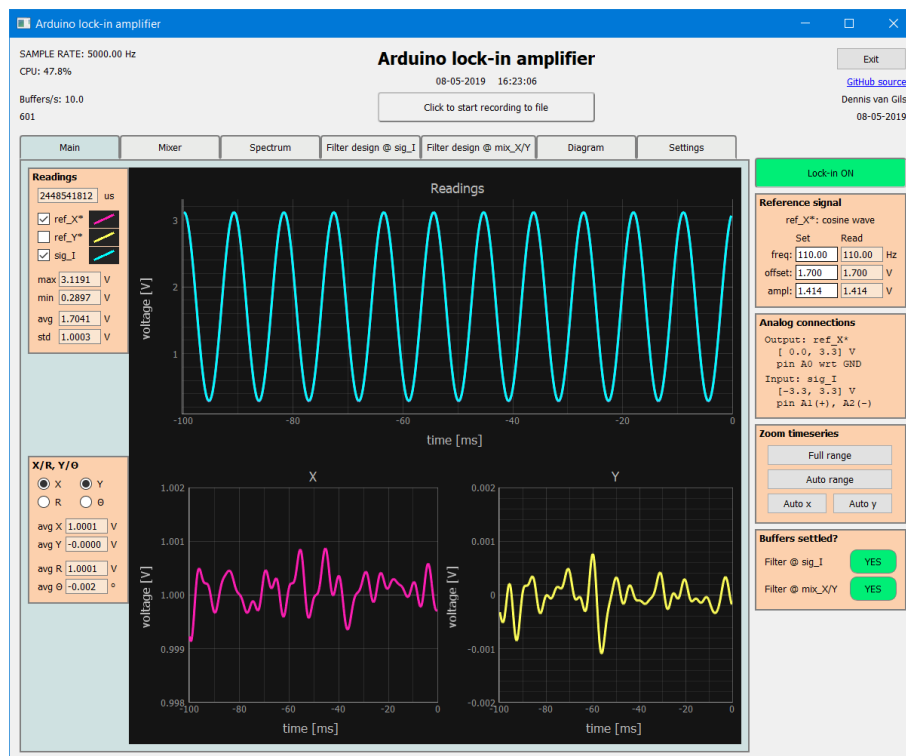 Arduino lock-in amplifier
SAMPLE RATE: 5000.00 Hz
CPU: 47.8%
Buffers/s: 10.0
601
Arduino lock-in amplifier
08-05-2019 16:23:06
Click to start recording to file
Exit
GitHub source
Dennis van Gils
08-05-2019
Main Mixer Spectrum Filter design @ sig_I Filter design @ mix_X/Y Diagram Settings
Readings
2448541812 us
ref_X*
ref_Y*
sig_I
max 3.1191 V
min 0.2897 V
avg 1.7041 V
std 1.0003 V
Readings
voltage [V]
3
2
1
-100 -80 -60 -40 -20 0
time [ms]
X/R, Y/Θ
X Y
R Θ
avg X 1.0001 V
avg Y -0.0000 V
avg R 1.0001 V
avg Θ -0.002 °
X
voltage [V]
1.002
1.001
1.000
0.999
0.998
-100 -80 -60 -40 -20 0
time [ms]
Y
voltage [V]
0.002
0.001
0
-0.001
-0.002
-100 -80 -60 -40 -20 0
time [ms]
Lock-in ON
Reference signal
ref_X*: cosine wave
Set Read
freq: 110.00 110.00 Hz
offset: 1.700 1.700 V
ampl: 1.414 1.414 V
Analog connections
Output: ref_X*
[ 0.0, 3.3] V
pin A0 wrt GND
Input: sig_I
[-3.3, 3.3] V
pin A1(+), A2(-)
Zoom timeseries
Full range
Auto range
Auto x Auto y
Buffers settled?
Filter @ sig_I YES
Filter @ mix_X/Y YES